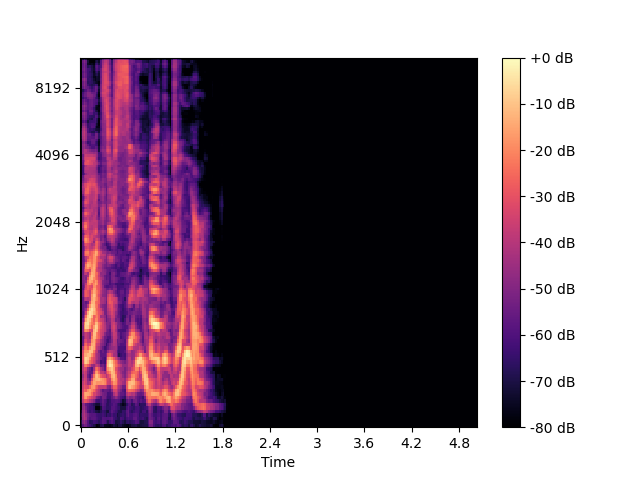 8192
4096
2048
1024
512
0
Hz
0 0.6 1.2 1.8 2.4 3 3.6 4.2 4.8
Time
+0 dB
-10 dB
-20 dB
-30 dB
-40 dB
-50 dB
-60 dB
-70 dB
-80 dB